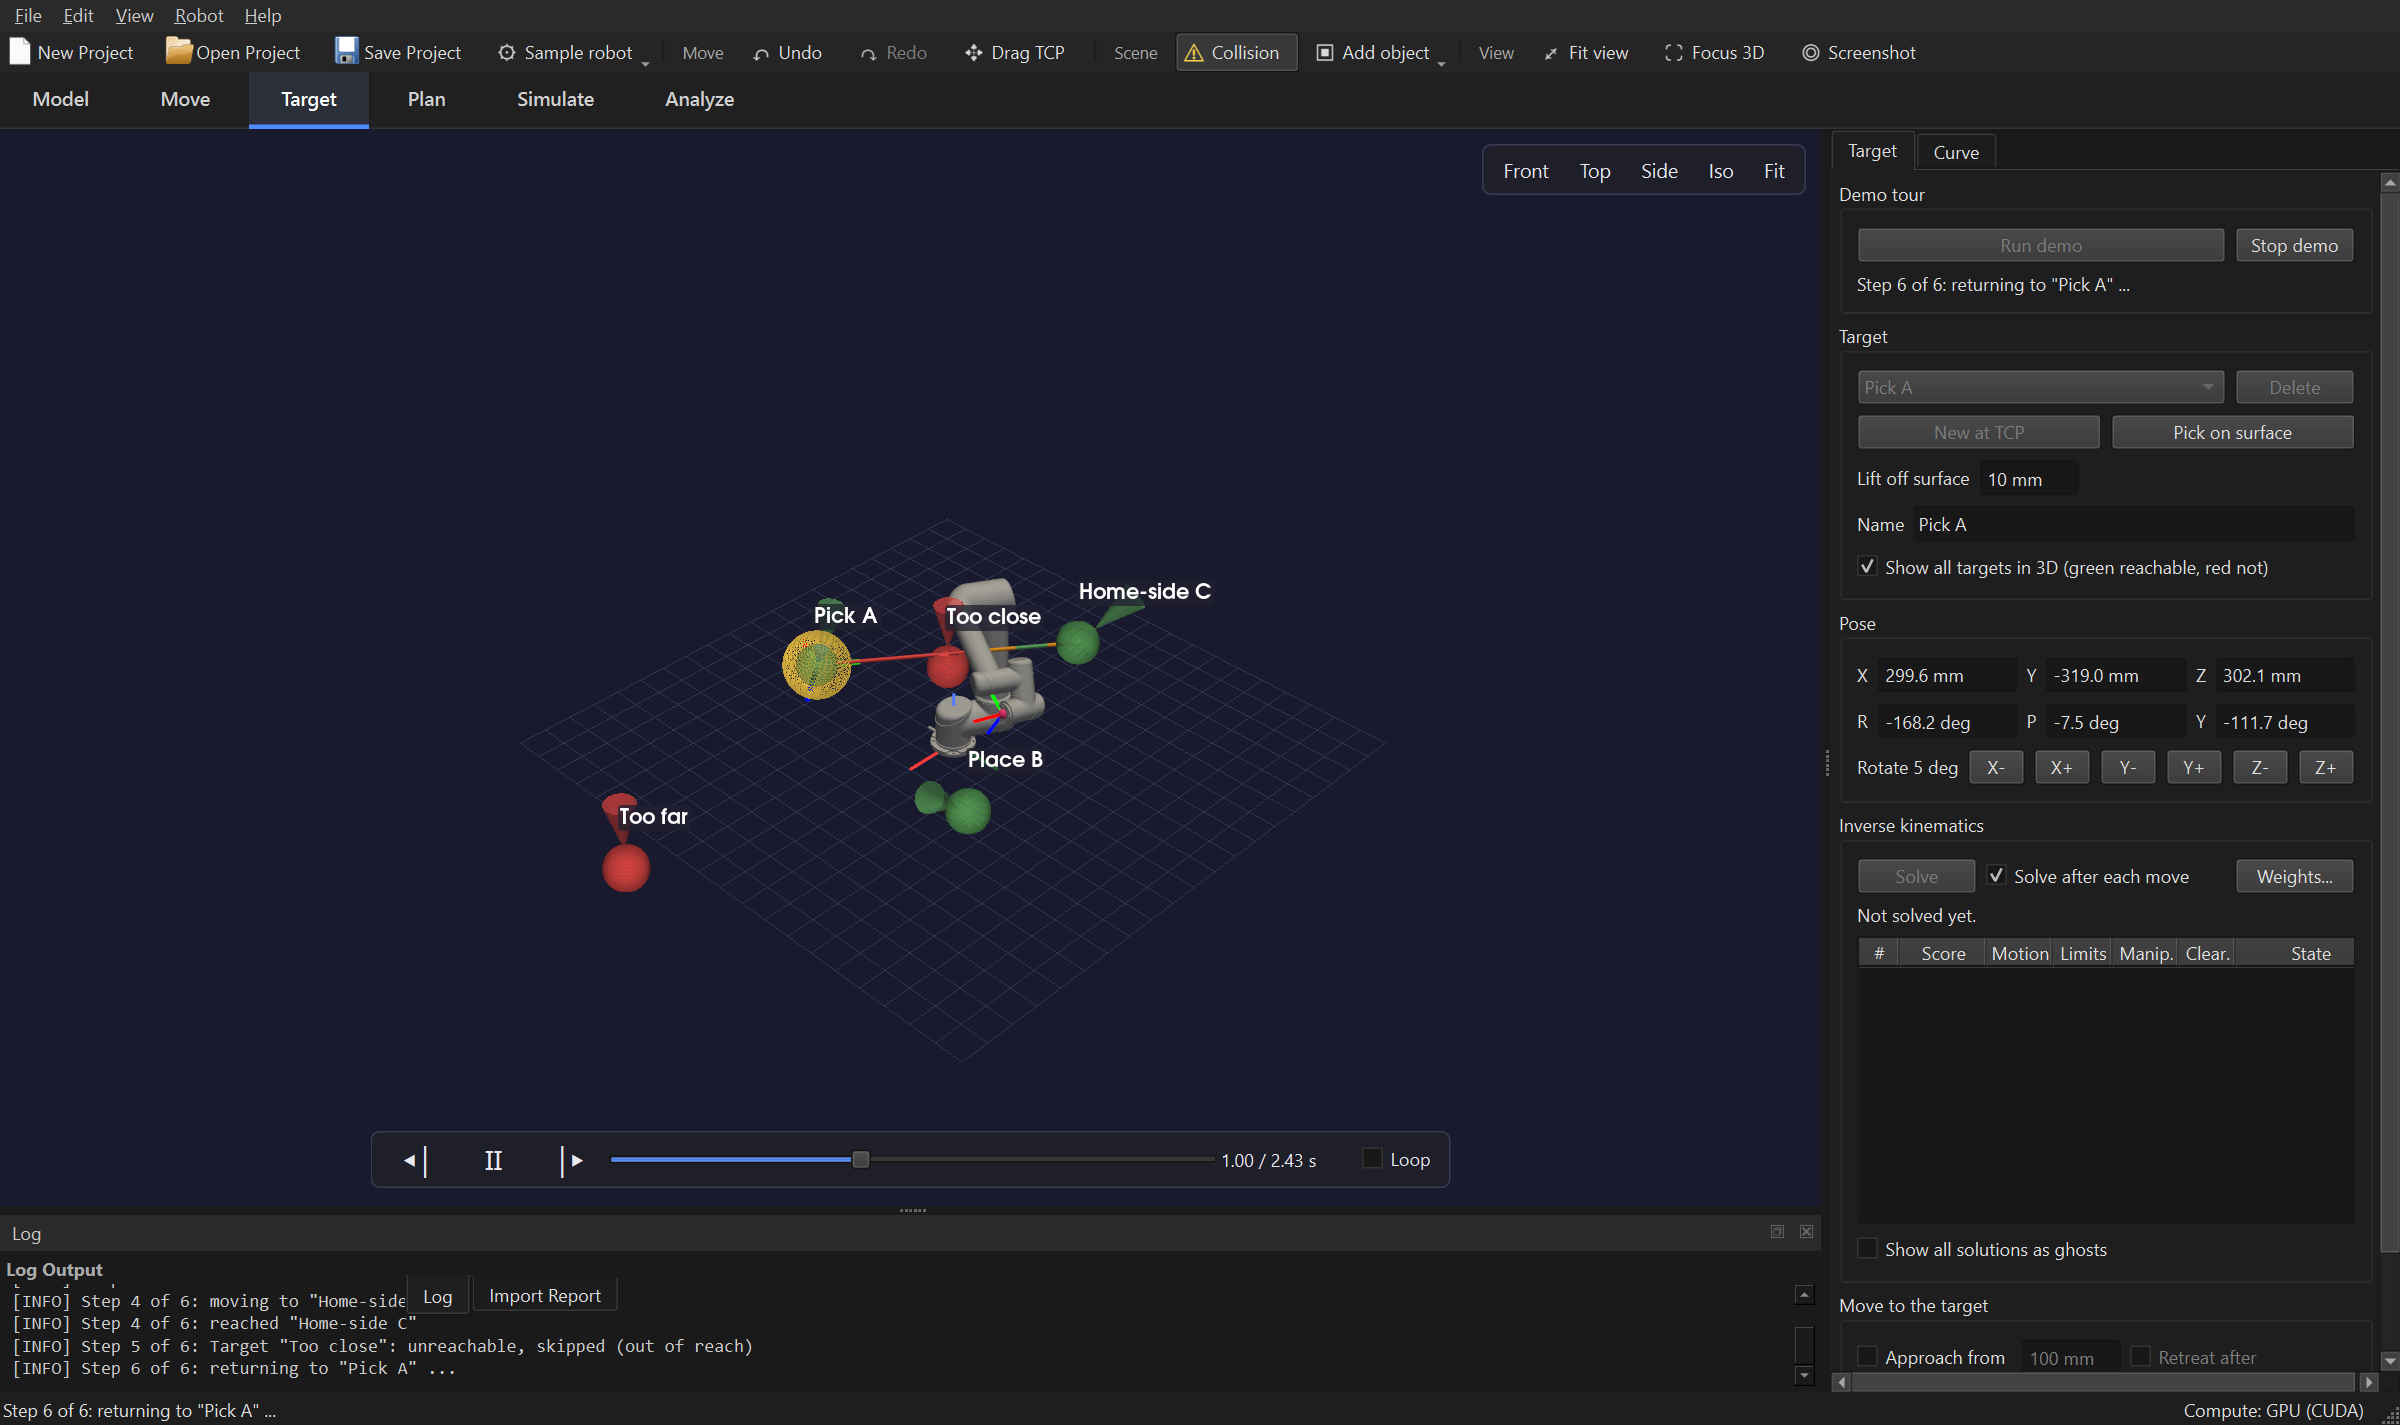 File Edit View Robot Help
New Project Open Project Save Project Sample robot Move Undo Redo Drag TCP Scene Collision Add object View Fit view Focus 3D Screenshot
Model Move Target Plan Simulate Analyze
Front Top Side Iso Fit
Pick A
Too close
Home-side C
Place B
Too far
1.00 / 2.43 s Loop
Target Curve
Demo tour
Run demo Stop demo
Step 6 of 6: returning to "Pick A" ...
Target
Pick A Delete
New at TCP Pick on surface
Lift off surface 10 mm
Name Pick A
Show all targets in 3D (green reachable, red not)
Pose
X 299.6 mm Y -319.0 mm Z 302.1 mm
R -168.2 deg P -7.5 deg Y -111.7 deg
Rotate 5 deg X- X+ Y- Y+ Z- Z+
Inverse kinematics
Solve Solve after each move Weights...
Not solved yet.
# Score Motion Limits Manip. Clear. State
Show all solutions as ghosts
Move to the target
Approach from 100 mm Retreat after
Log
Log Output
[INFO] Step 4 of 6: moving to "Home-side
Log Import Report
[INFO] Step 4 of 6: reached "Home-side C"
[INFO] Step 5 of 6: Target "Too close": unreachable, skipped (out of reach)
[INFO] Step 6 of 6: returning to "Pick A" ...
Step 6 of 6: returning to "Pick A" ...
Compute: GPU (CUDA)